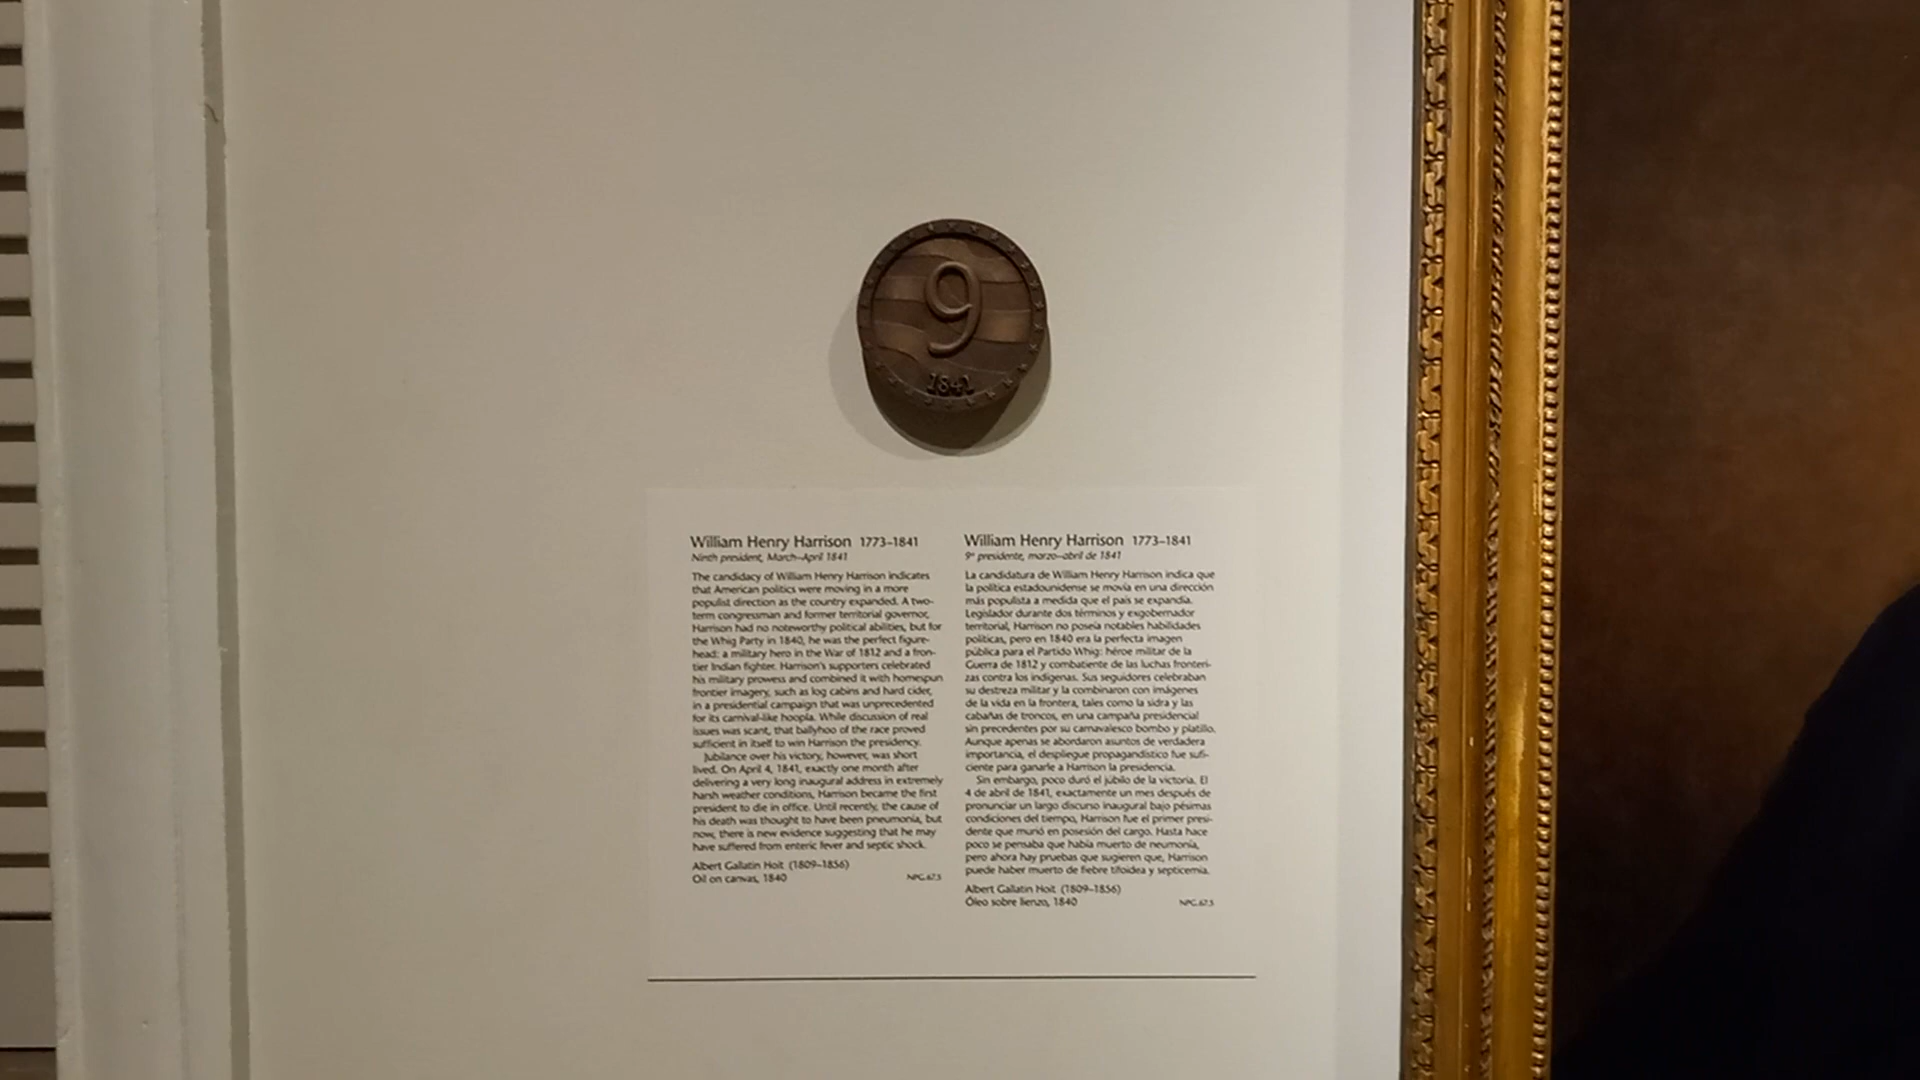 9
1841
William Henry Harrison 1773–1841
Ninth president, March–April 1841
The candidacy of William Henry Harrison indicates
that American politics were moving in a more
populist direction as the country expanded. A two-
term congressman and former territorial governor,
Harrison had no noteworthy political abilities, but for
the Whig Party in 1840, he was the perfect figure-
head: a military hero in the War of 1812 and a fron-
tier Indian fighter. Harrison's supporters celebrated
his military prowess and combined it with homespun
frontier imagery, such as log cabins and hard cider,
in a presidential campaign that was unprecedented
for its carnival-like hoopla. While discussion of real
issues was scant, that ballyhoo of the race proved
sufficient in itself to win Harrison the presidency.
Jubilance over his victory, however, was short
lived. On April 4, 1841, exactly one month after
delivering a very long inaugural address in extremely
harsh weather conditions, Harrison became the first
president to die in office. Until recently, the cause of
his death was thought to have been pneumonia, but
now, there is new evidence suggesting that he may
have suffered from enteric fever and septic shock.
Albert Gallatin Hoit (1809–1856)
Oil on canvas, 1840
NPG.67.5
William Henry Harrison 1773–1841
9º presidente, marzo–abril de 1841
La candidatura de William Henry Harrison indica que
la política estadounidense se movía en una dirección
más populista a medida que el país se expandía.
Legislador durante dos términos y exgobernador
territorial, Harrison no poseía notables habilidades
políticas, pero en 1840 era la perfecta imagen
pública para el Partido Whig: héroe militar de la
Guerra de 1812 y combatiente de las luchas fronteri-
zas contra los indígenas. Sus seguidores celebraban
su destreza militar y la combinaron con imágenes
de la vida en la frontera, tales como la sidra y las
cabañas de troncos, en una campaña presidencial
sin precedentes por su carnavalesco bombo y platillo.
Aunque apenas se abordaron asuntos de verdadera
importancia, el despliegue propagandístico fue sufi-
ciente para ganarle a Harrison la presidencia.
Sin embargo, poco duró el júbilo de la victoria. El
4 de abril de 1841, exactamente un mes después de
pronunciar un largo discurso inaugural bajo pésimas
condiciones del tiempo, Harrison fue el primer presi-
dente que murió en posesión del cargo. Hasta hace
poco se pensaba que había muerto de neumonía,
pero ahora hay pruebas que sugieren que, Harrison
puede haber muerto de fiebre tifoidea y septicemia.
Albert Gallatin Hoit (1809–1856)
Óleo sobre lienzo, 1840
NPG.67.5